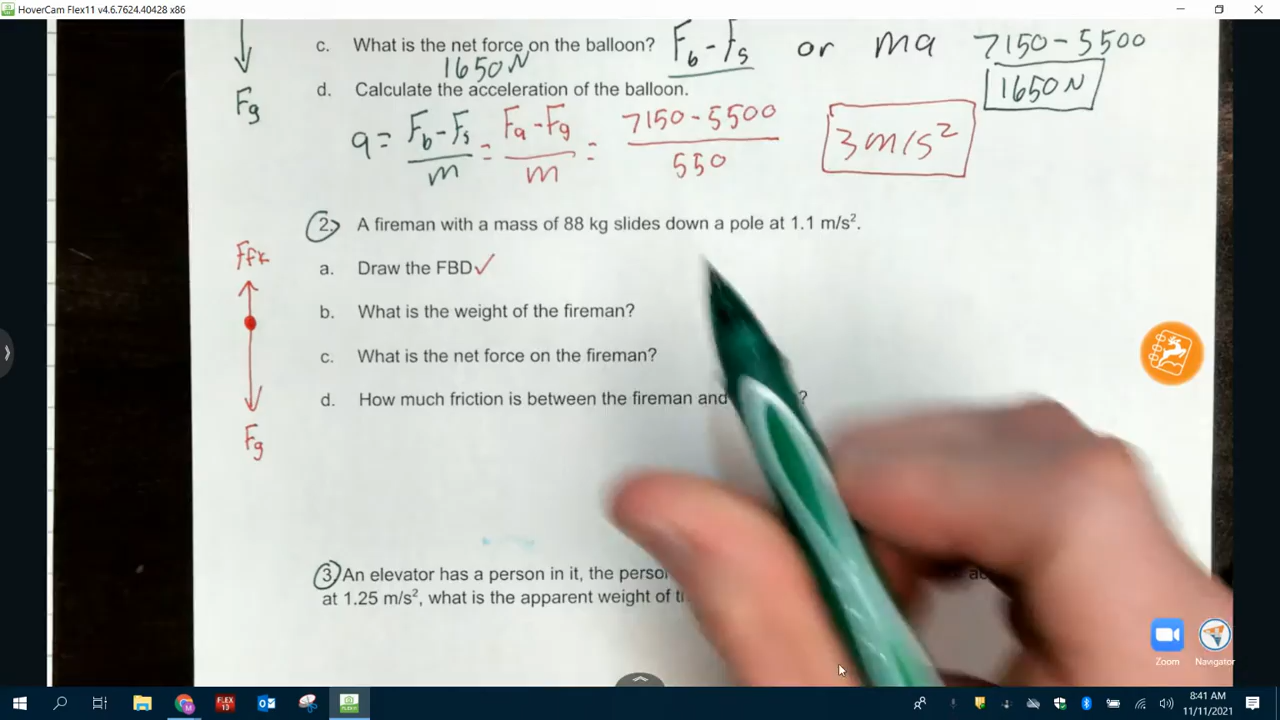 HoverCam Flex11 v4.6.7624.40428 x86
c. What is the net force on the balloon? Fb - Fs or ma 7150 - 5500
1650N
1650N
Fg
d. Calculate the acceleration of the balloon.
a = Fb - Fs / m = Fa - Fg / m = 7150 - 5500 / 550 3 m/s²
2. A fireman with a mass of 88 kg slides down a pole at 1.1 m/s².
Ffk
a. Draw the FBD ✓
b. What is the weight of the fireman?
c. What is the net force on the fireman?
d. How much friction is between the fireman and ?
Fg
3. An elevator has a person in it, the
at 1.25 m/s², what is the apparent weight of
Zoom
Navigator
8:41 AM
11/11/2021